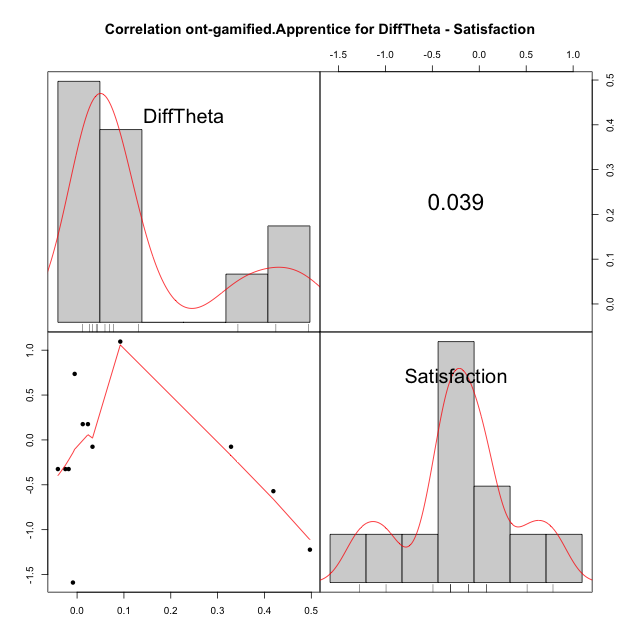 Correlation ont-gamified.Apprentice for DiffTheta - Satisfaction
-1.5 -1.0 -0.5 0.0 0.5 1.0
DiffTheta
0.039
0.5
0.4
0.3
0.2
0.1
0.0
1.0
0.5
0.0
-0.5
-1.0
-1.5
Satisfaction
0.0 0.1 0.2 0.3 0.4 0.5